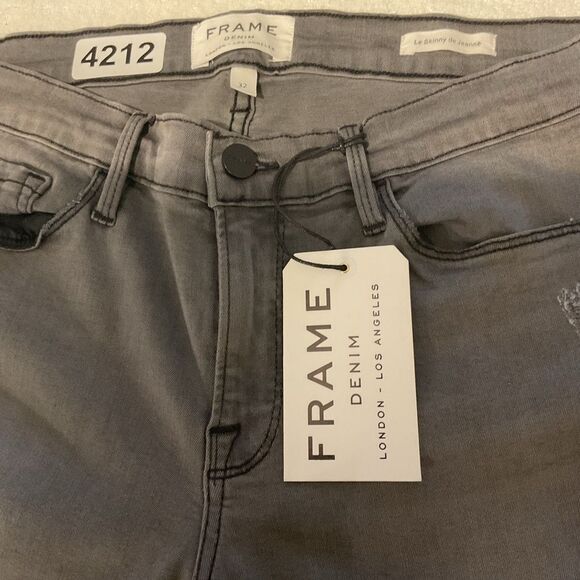 4212
FRAME
DENIM
LONDON - LOS ANGELES
Le Skinny de Jeanne
32
FRAME
DENIM
LONDON - LOS ANGELES